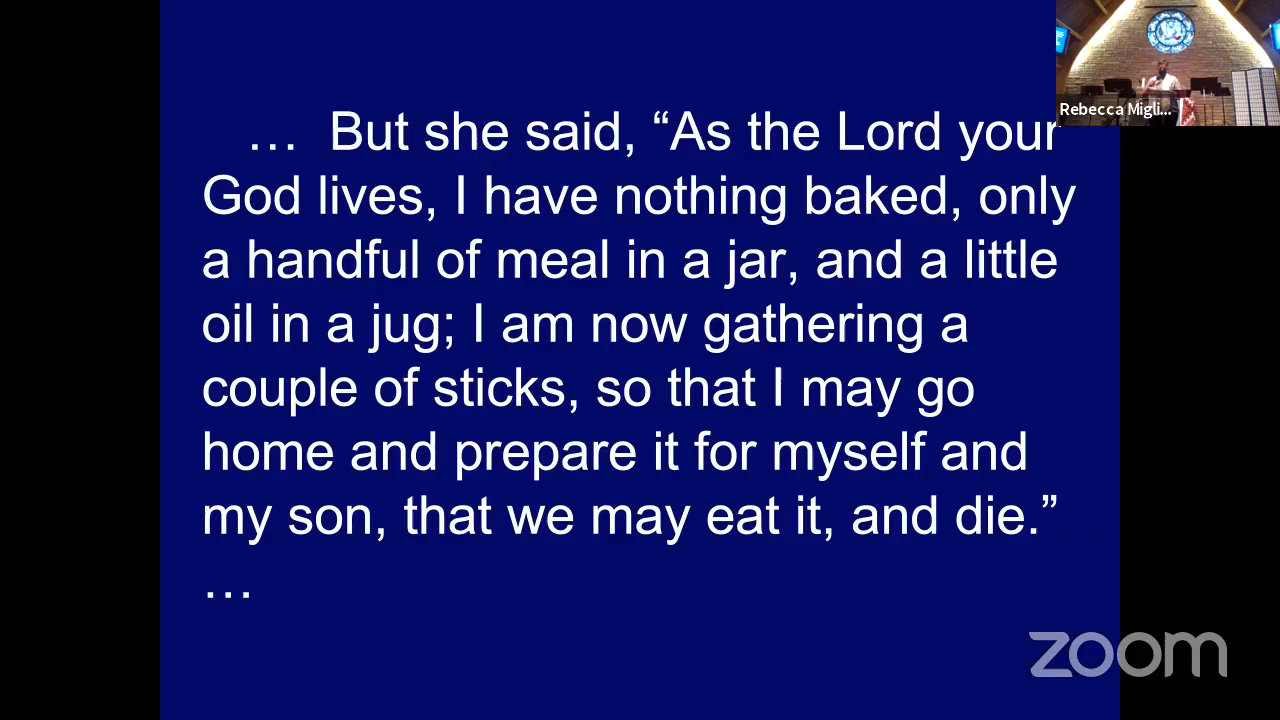 … But she said, “As the Lord your
God lives, I have nothing baked, only
a handful of meal in a jar, and a little
oil in a jug; I am now gathering a
couple of sticks, so that I may go
home and prepare it for myself and
my son, that we may eat it, and die.”
…
Rebecca Migli...
zoom